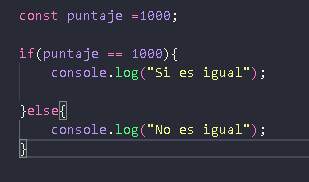 const puntaje =1000;
if(puntaje == 1000){
console.log("Si es igual");
}else{
console.log("No es igual");
}